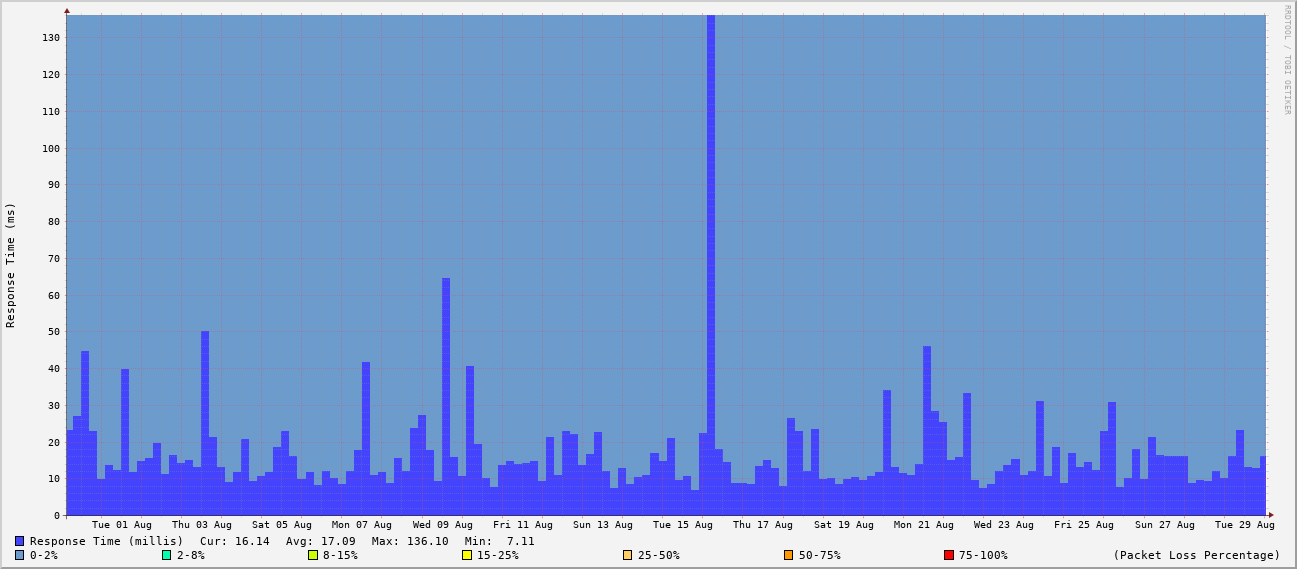 RRDTOOL / TOBI OETIKER
Response Time (ms)
130
120
110
100
90
80
70
60
50
40
30
20
10
0
Tue 01 Aug Thu 03 Aug Sat 05 Aug Mon 07 Aug Wed 09 Aug Fri 11 Aug Sun 13 Aug Tue 15 Aug Thu 17 Aug Sat 19 Aug Mon 21 Aug Wed 23 Aug Fri 25 Aug Sun 27 Aug Tue 29 Aug
Response Time (millis) Cur: 16.14 Avg: 17.09 Max: 136.10 Min: 7.11
0-2% 2-8% 8-15% 15-25% 25-50% 50-75% 75-100% (Packet Loss Percentage)